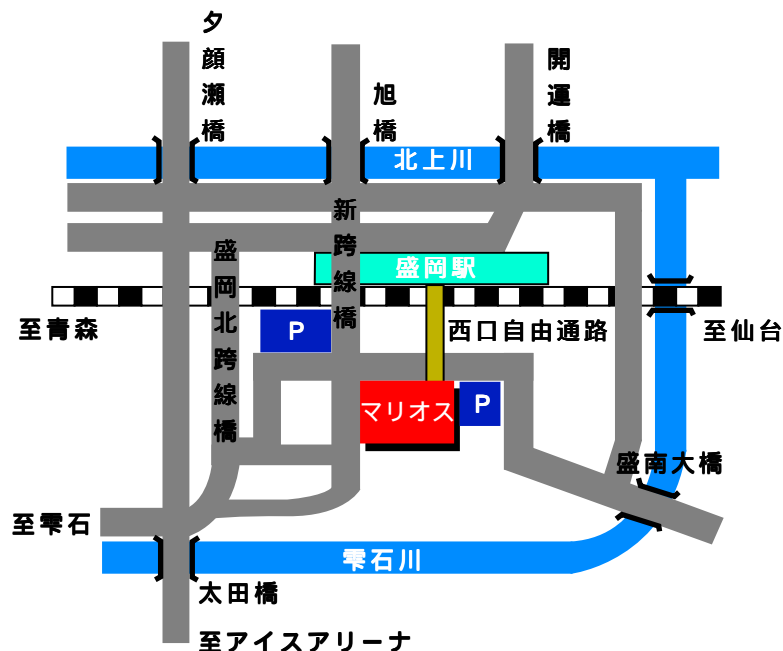 夕顔瀬橋
旭橋
開運橋
北上川
新跨線橋
盛岡北跨線橋
盛岡駅
至青森
P
西口自由通路
至仙台
マリオス
P
盛南大橋
至雫石
雫石川
太田橋
至アイスアリーナ